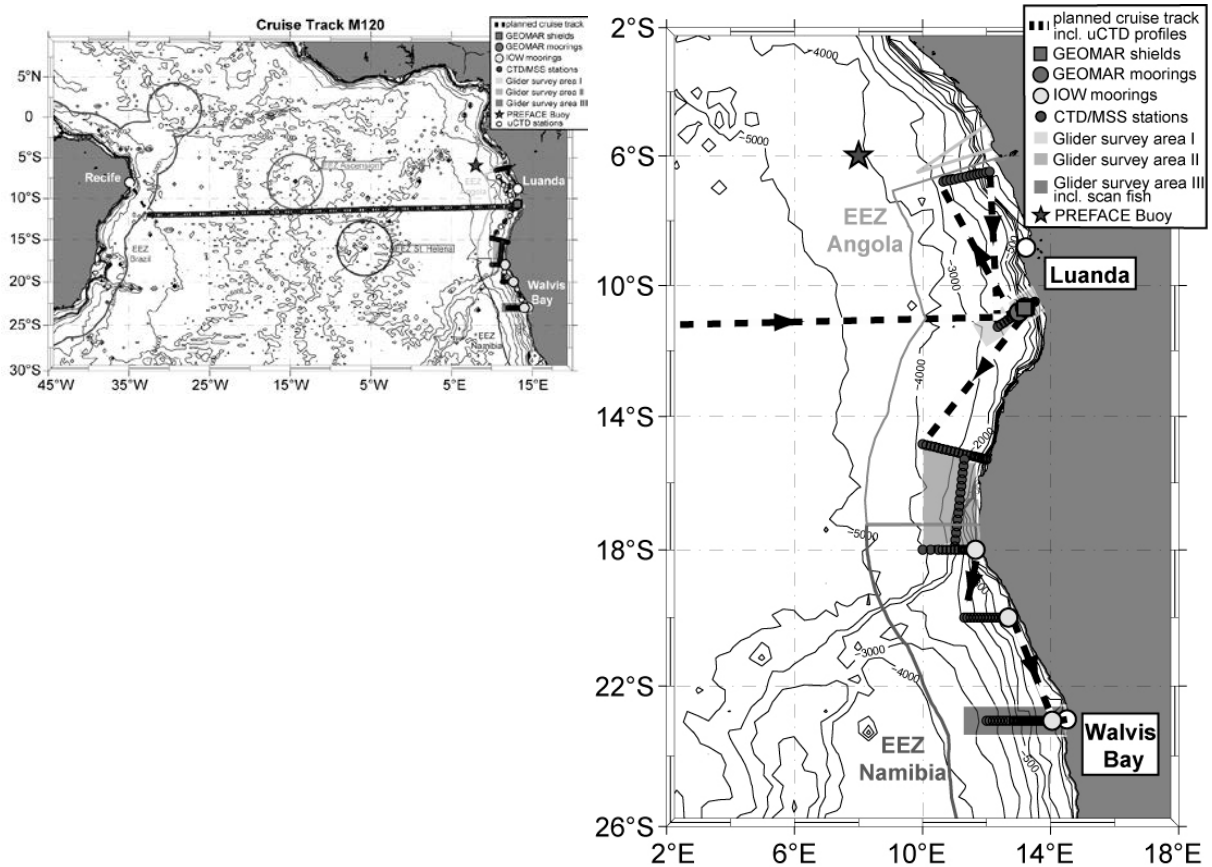 Cruise Track M120
planned cruise track
GEOMAR shields
GEOMAR moorings
IOW moorings
CTD/MSS stations
Glider survey area I
Glider survey area II
Glider survey area III
PREFACE Buoy
uCTD stations
5°N
0
5°S
10°S
15°S
20°S
25°S
30°S
45°W
35°W
25°W
15°W
5°W
5°E
15°E
Recife
EEZ Ascension
Luanda
EEZ
Brazil
EEZ St. Helena
Walvis
Bay
EEZ
Namibia
planned cruise track
incl. uCTD profiles
GEOMAR shields
GEOMAR moorings
IOW moorings
CTD/MSS stations
Glider survey area I
Glider survey area II
Glider survey area III
incl. scan fish
PREFACE Buoy
2°S
6°S
10°S
14°S
18°S
22°S
26°S
2°E
6°E
10°E
14°E
18°E
−4000
−5000
EEZ
Angola
−3000
Luanda
−4000
−2000
−5000
−3000
−4000
EEZ
Namibia
−500
Walvis
Bay